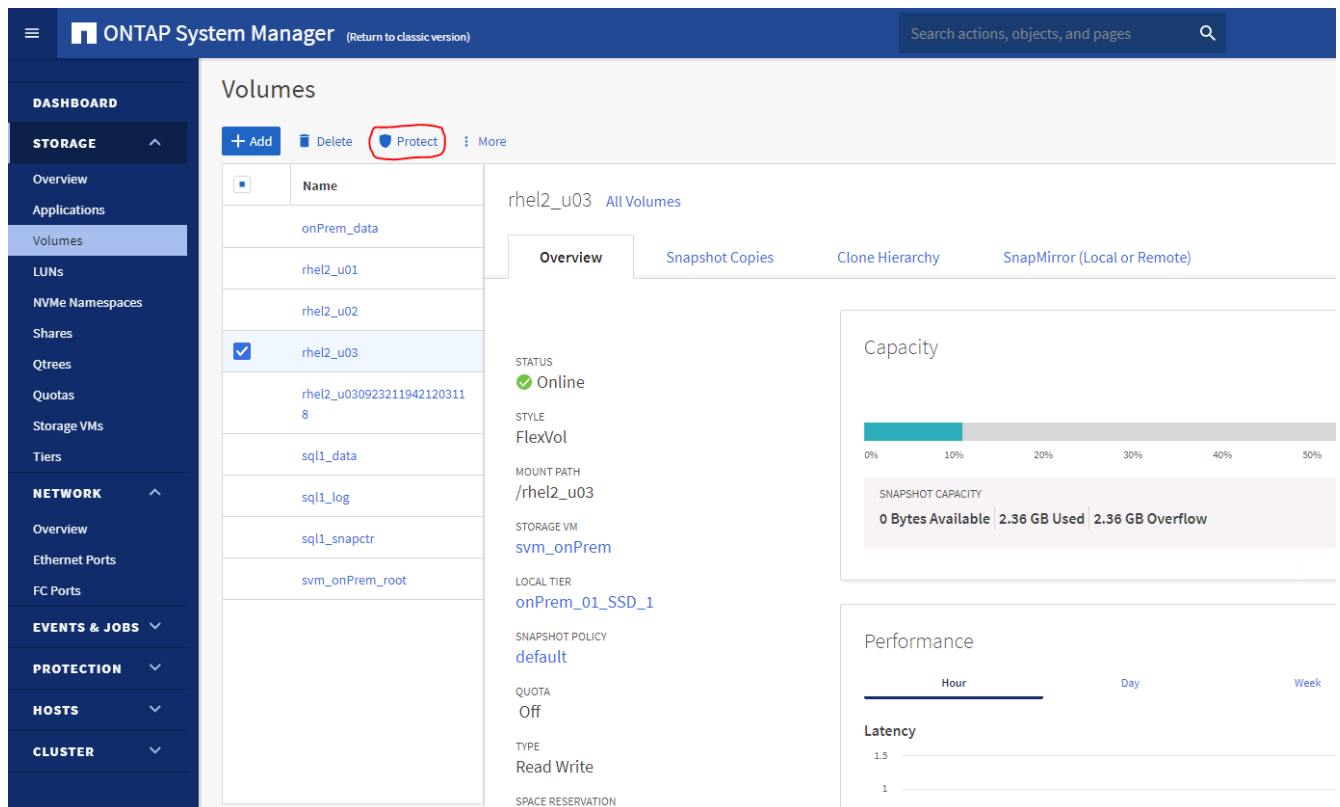 ONTAP System Manager (Return to classic version)
Search actions, objects, and pages
DASHBOARD
STORAGE
Overview
Applications
Volumes
LUNs
NVMe Namespaces
Shares
Qtrees
Quotas
Storage VMs
Tiers
NETWORK
Overview
Ethernet Ports
FC Ports
EVENTS & JOBS
PROTECTION
HOSTS
CLUSTER
Volumes
+ Add Delete Protect More
Name
onPrem_data
rhel2_u01
rhel2_u02
rhel2_u03
rhel2_u030923211942120311
8
sql1_data
sql1_log
sql1_snapctr
svm_onPrem_root
rhel2_u03 All Volumes
Overview Snapshot Copies Clone Hierarchy SnapMirror (Local or Remote)
STATUS
Online
STYLE
FlexVol
MOUNT PATH
/rhel2_u03
STORAGE VM
svm_onPrem
LOCAL TIER
onPrem_01_SSD_1
SNAPSHOT POLICY
default
QUOTA
Off
TYPE
Read Write
SPACE RESERVATION
Capacity
0% 10% 20% 30% 40% 50%
SNAPSHOT CAPACITY
0 Bytes Available 2.36 GB Used 2.36 GB Overflow
Performance
Hour Day Week
Latency
1.5
1